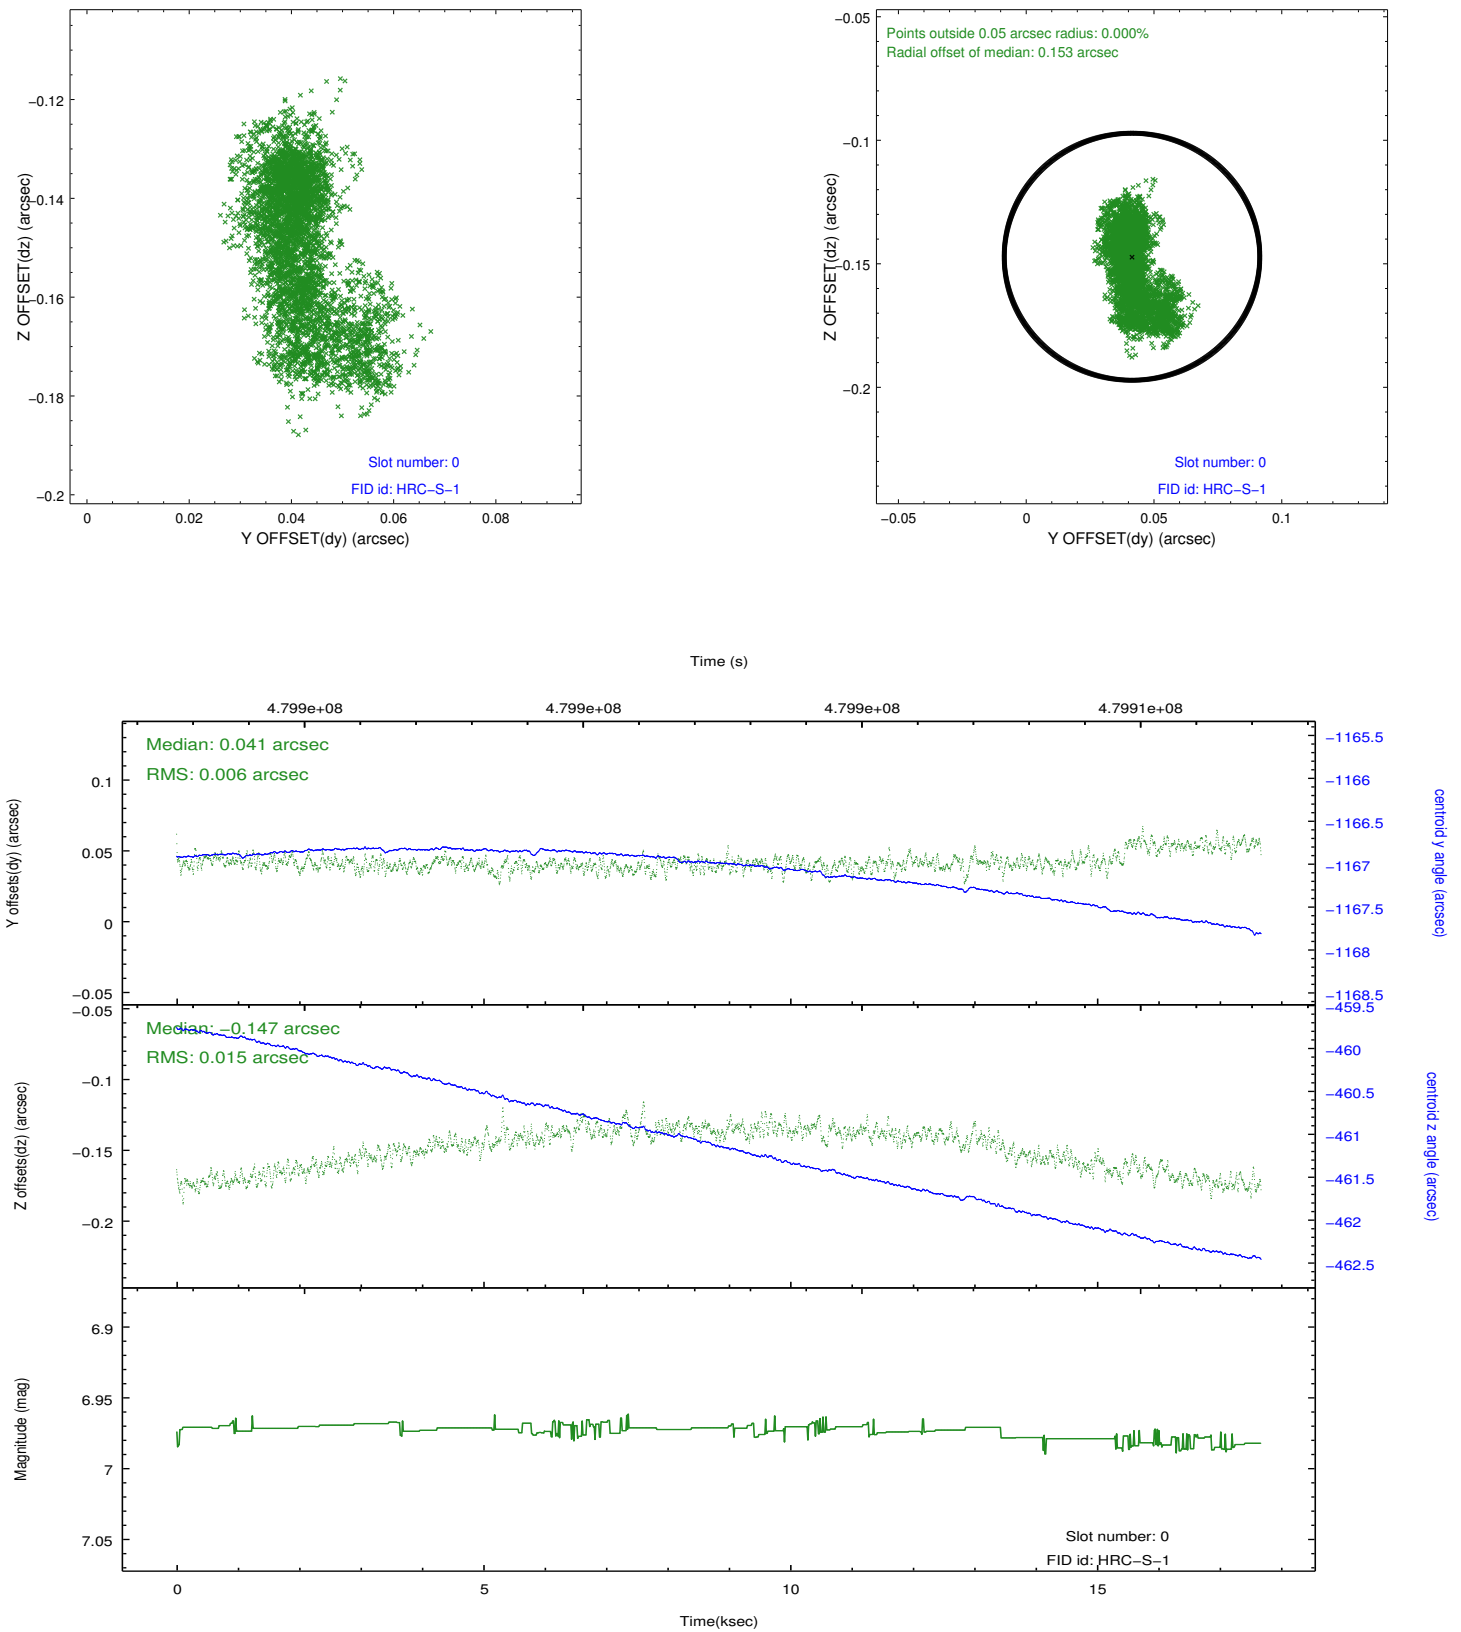 −0.12
−0.14
−0.16
−0.18
−0.2
Z OFFSET(dz) (arcsec)
0
0.02
0.04
0.06
0.08
Y OFFSET(dy) (arcsec)
Slot number: 0
FID id: HRC−S−1
Points outside 0.05 arcsec radius: 0.000%
Radial offset of median: 0.153 arcsec
−0.05
−0.1
−0.15
−0.2
Z OFFSET(dz) (arcsec)
−0.05
0
0.05
0.1
Y OFFSET(dy) (arcsec)
Slot number: 0
FID id: HRC−S−1
Time (s)
4.799e+08
4.799e+08
4.799e+08
4.7991e+08
Median: 0.041 arcsec
RMS: 0.006 arcsec
0.1
0.05
0
−0.05
Y offsets(dy) (arcsec)
−1165.5
−1166
−1166.5
−1167
−1167.5
−1168
−1168.5
centroid y angle (arcsec)
Median: −0.147 arcsec
RMS: 0.015 arcsec
−0.05
−0.1
−0.15
−0.2
Z offsets(dz) (arcsec)
−459.5
−460
−460.5
−461
−461.5
−462
−462.5
centroid z angle (arcsec)
6.9
6.95
7
7.05
Magnitude (mag)
Slot number: 0
FID id: HRC−S−1
0
5
10
15
Time(ksec)